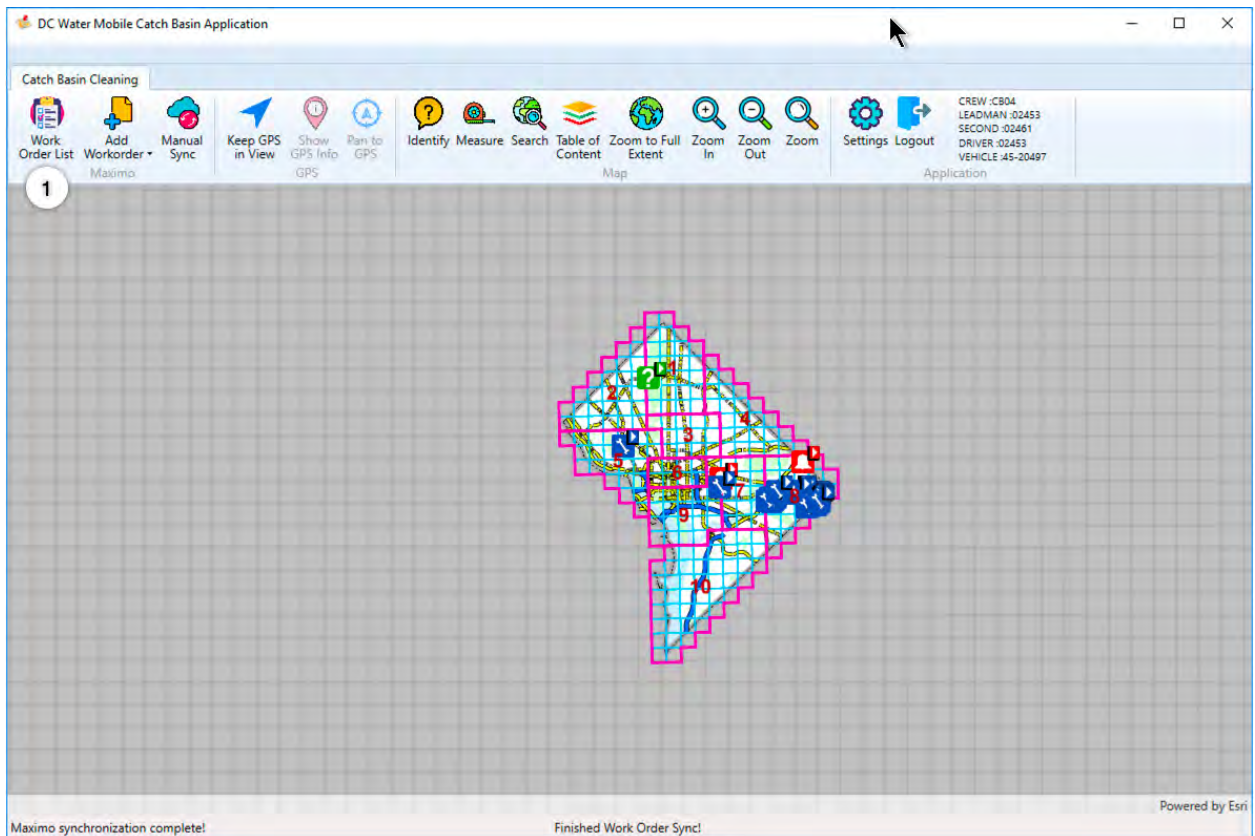 DC Water Mobile Catch Basin Application
Catch Basin Cleaning
Work Order List
Add Workorder
Manual Sync
Maximo
Keep GPS in View
Show GPS Info
Pan to GPS
GPS
Identify
Measure
Search
Table of Content
Zoom to Full Extent
Zoom In
Zoom Out
Zoom
Map
Settings
Logout
CREW :CB04
LEADMAN :02453
SECOND :02461
DRIVER :02453
VEHICLE :45-20497
Application
1
1
2
4
3
5
6
7
8
9
10
Powered by Esri
Maximo synchronization complete!
Finished Work Order Sync!